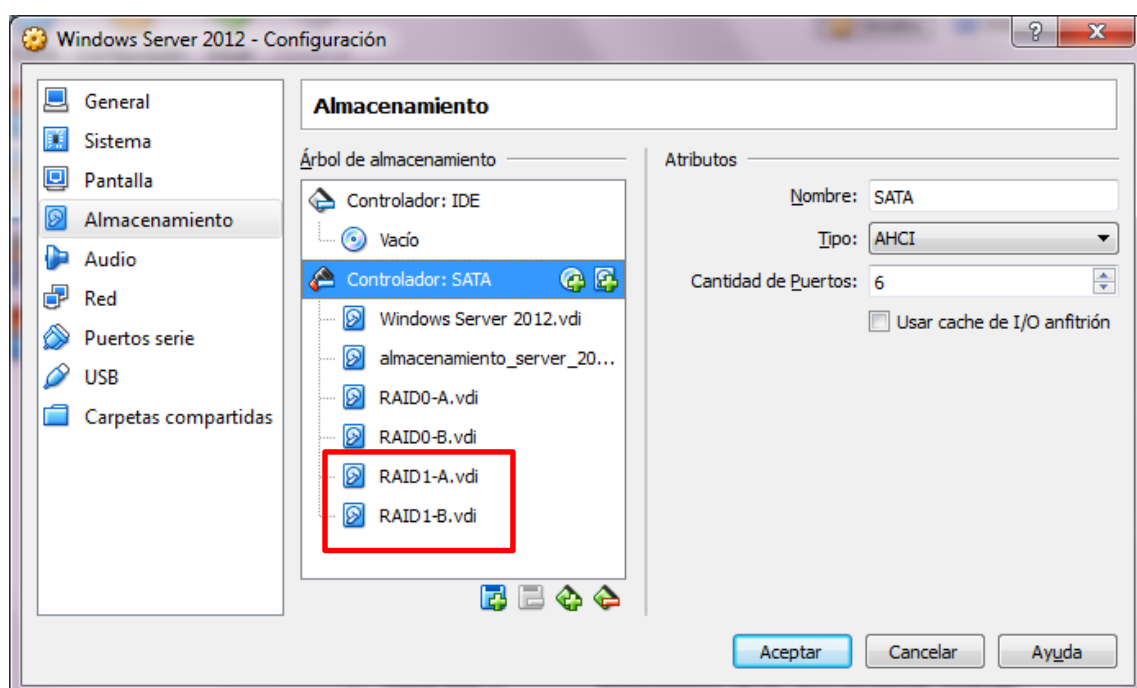 Windows Server 2012 - Configuración
General
Sistema
Pantalla
Almacenamiento
Audio
Red
Puertos serie
USB
Carpetas compartidas
Almacenamiento
Árbol de almacenamiento
Controlador: IDE
Vacío
Controlador: SATA
Windows Server 2012.vdi
almacenamiento_server_20...
RAID0-A.vdi
RAID0-B.vdi
RAID1-A.vdi
RAID1-B.vdi
Atributos
Nombre: SATA
Tipo: AHCI
Cantidad de Puertos: 6
Usar cache de I/O anfitrión
Aceptar Cancelar Ayuda